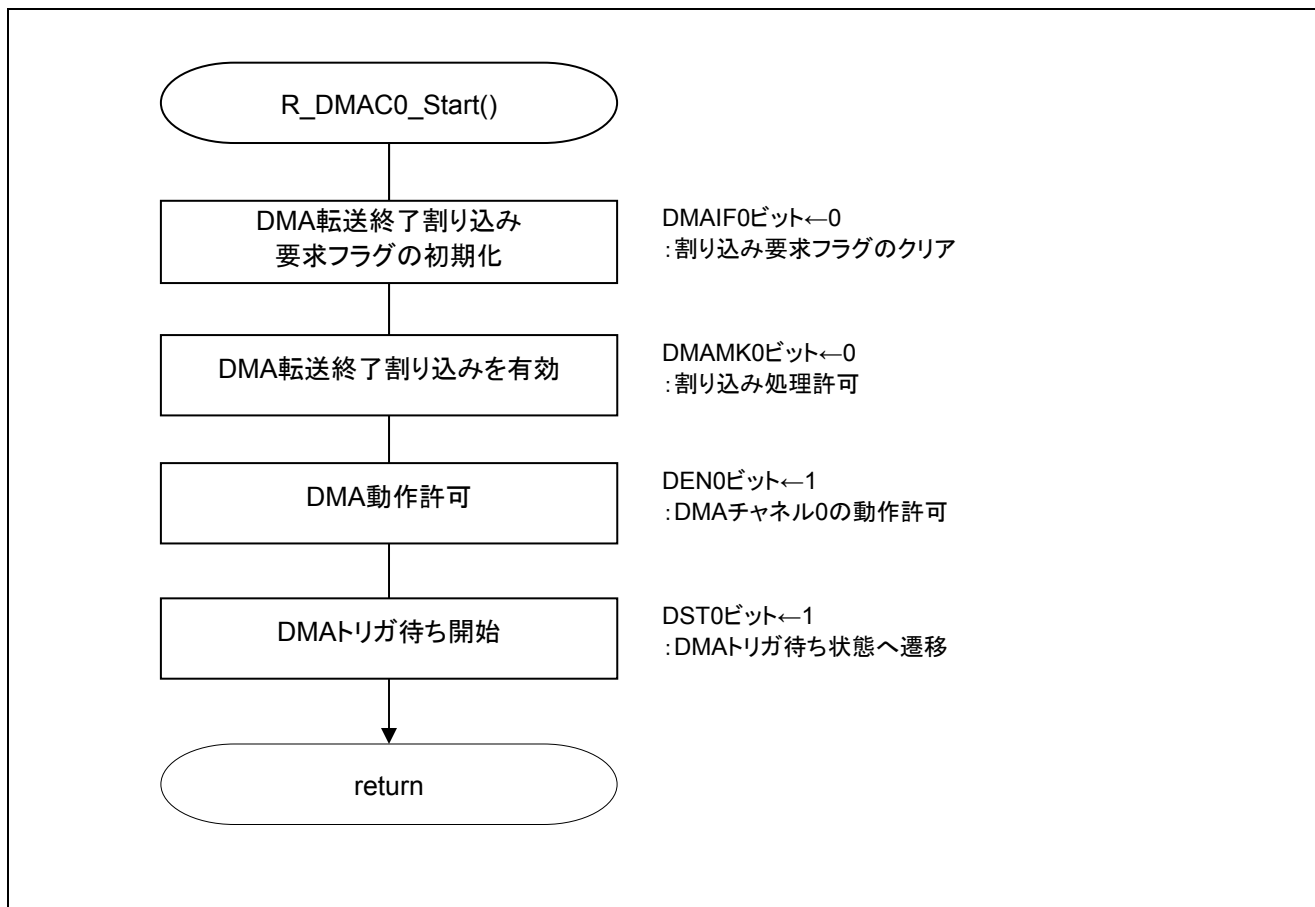 R_DMAC0_Start()
DMA転送終了割り込み
要求フラグの初期化
DMAIF0ビット←0
:割り込み要求フラグのクリア
DMA転送終了割り込みを有効
DMAMK0ビット←0
:割り込み処理許可
DMA動作許可
DEN0ビット←1
:DMAチャネル0の動作許可
DMAトリガ待ち開始
DST0ビット←1
:DMAトリガ待ち状態へ遷移
return